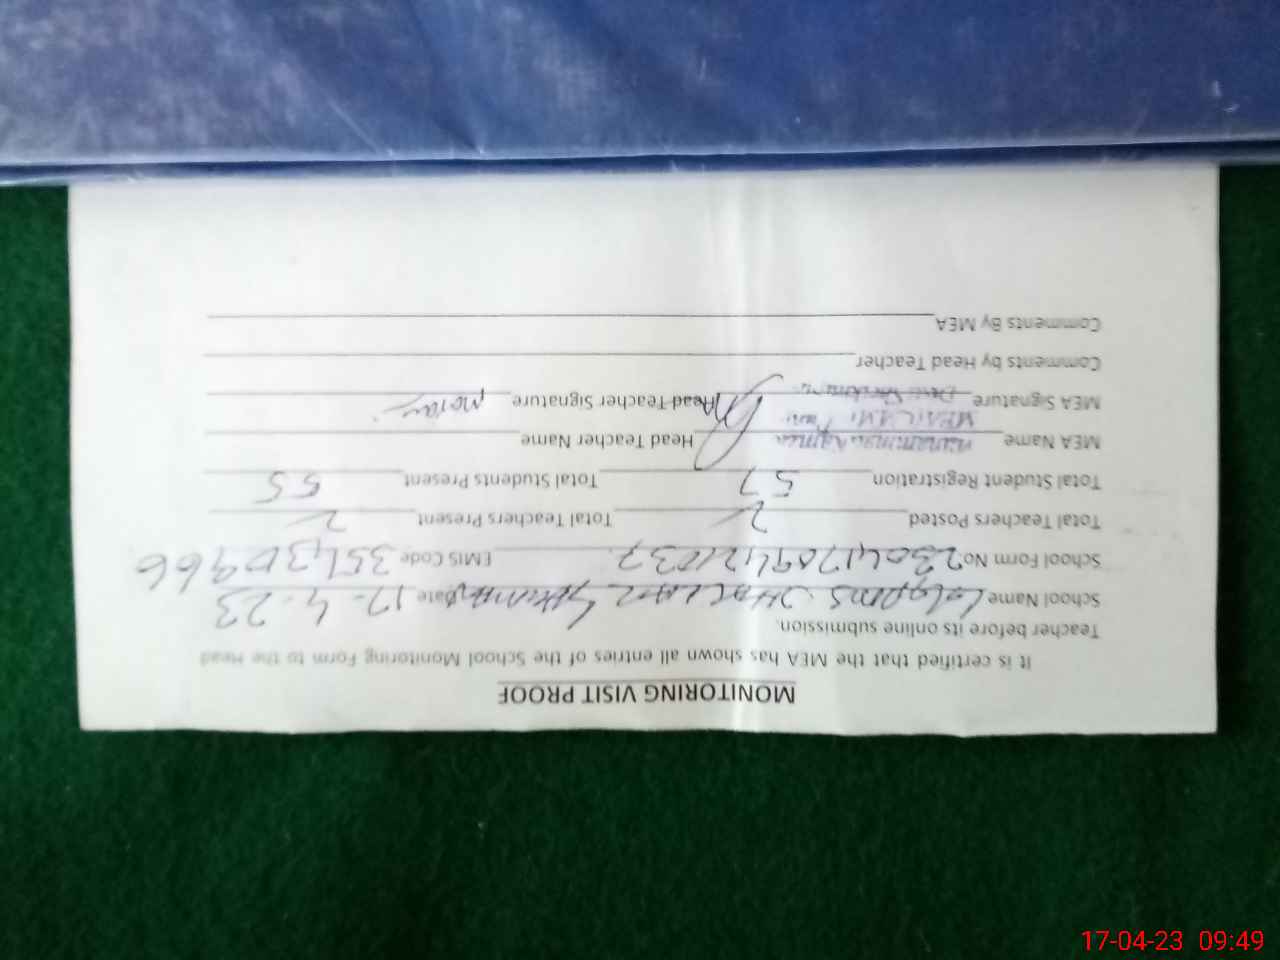 MONITORING VISIT PROOF
It is certified that the MEA has shown all entries of the School Monitoring Form to the Head
Teacher before its online submission.
School Name Date 17-4-23
School Form No 23041709421037 EMIS Code 35430966
Total Teachers Posted 2 Total Teachers Present 2
Total Student Registration 57 Total Students Present 55
MEA Name Head Teacher Name
MEA Signature Head Teacher Signature
Comments by Head Teacher
Comments By MEA
17-04-23 09:49